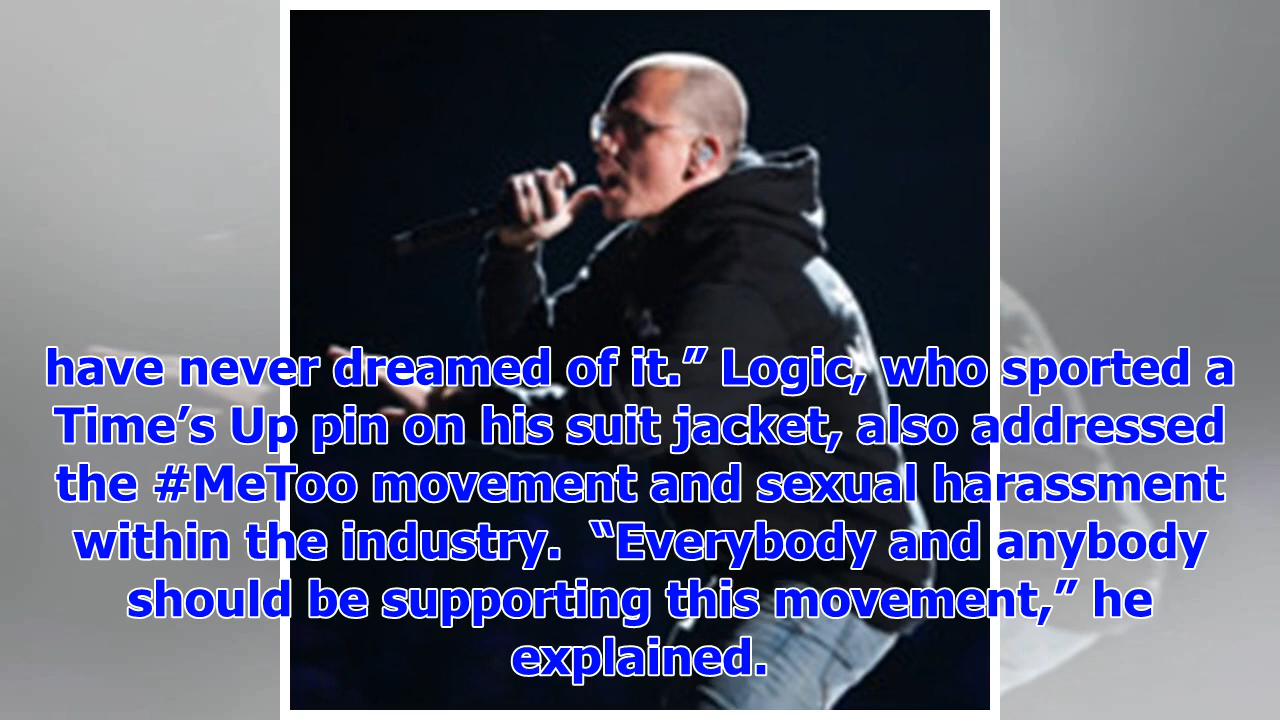 have never dreamed of it.” Logic, who sported a
Time’s Up pin on his suit jacket, also addressed
the #MeToo movement and sexual harassment
within the industry.  “Everybody and anybody
should be supporting this movement,” he
explained.